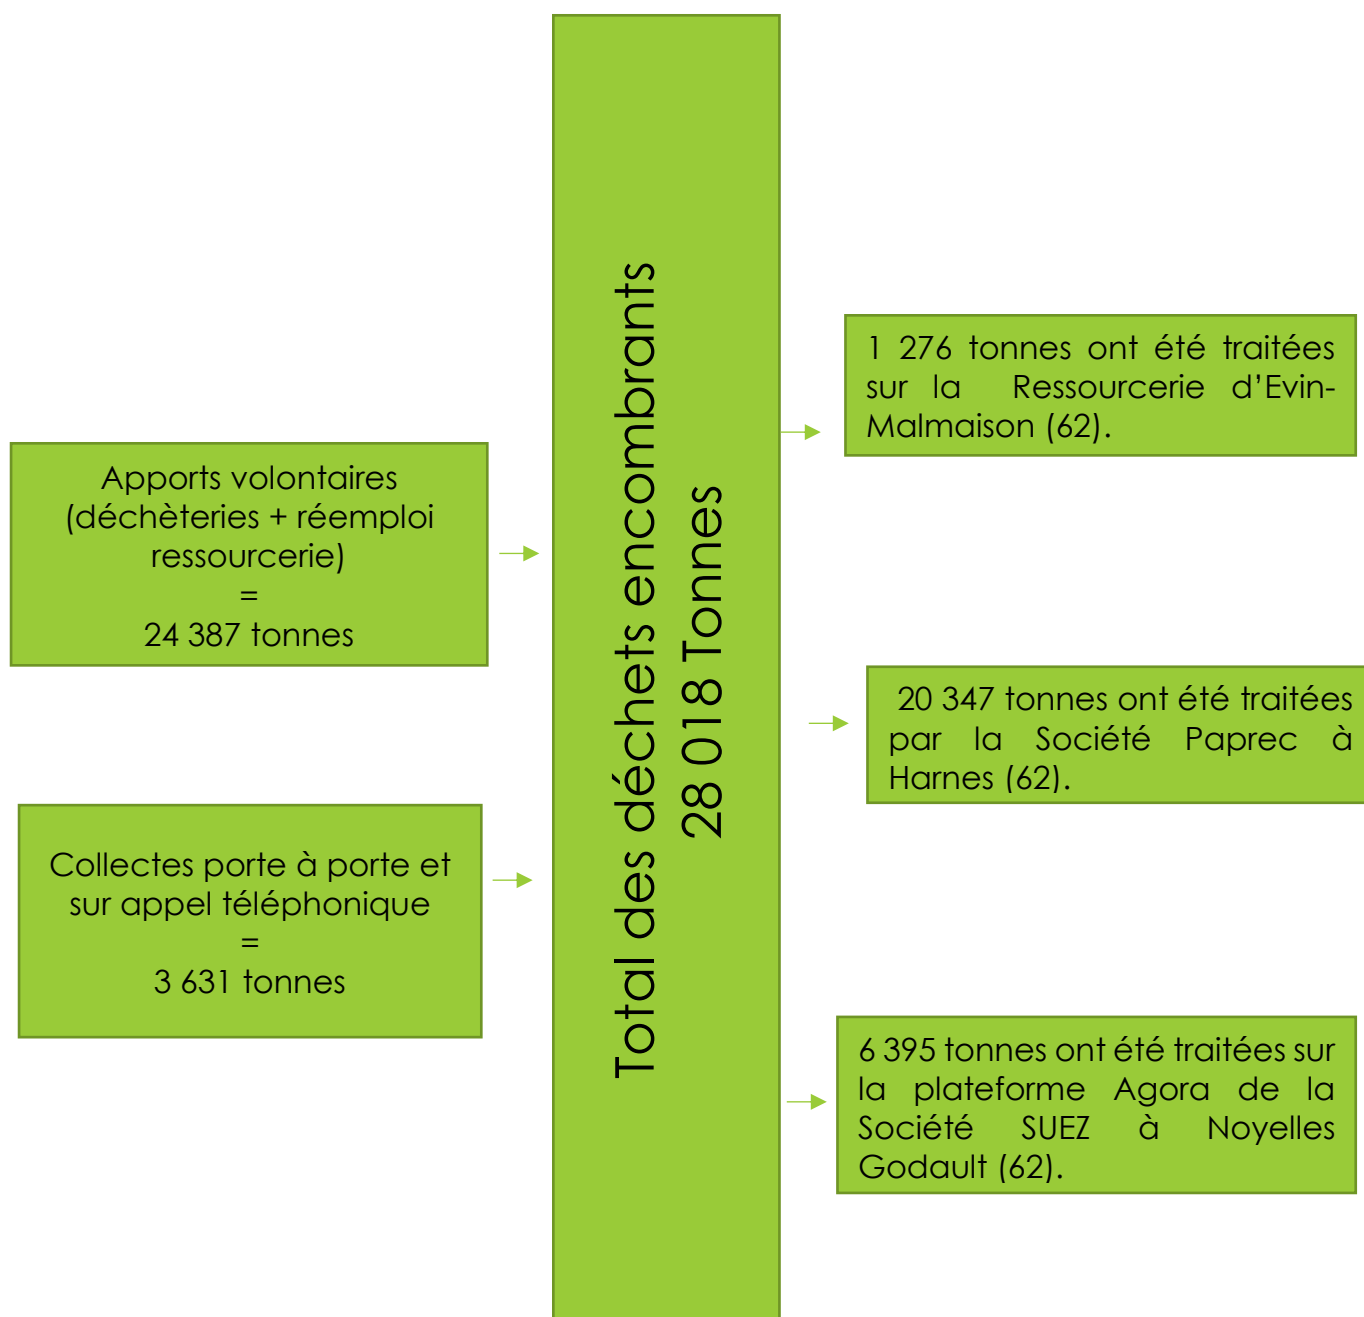 Apports volontaires
(déchèteries + réemploi
ressourcerie)
=
24 387 tonnes
Collectes porte à porte et
sur appel téléphonique
=
3 631 tonnes
Total des déchets encombrants
28 018 Tonnes
1 276 tonnes ont été traitées
sur la Ressourcerie d’Evin-
Malmaison (62).
20 347 tonnes ont été traitées
par la Société Paprec à
Harnes (62).
6 395 tonnes ont été traitées sur
la plateforme Agora de la
Société SUEZ à Noyelles
Godault (62).